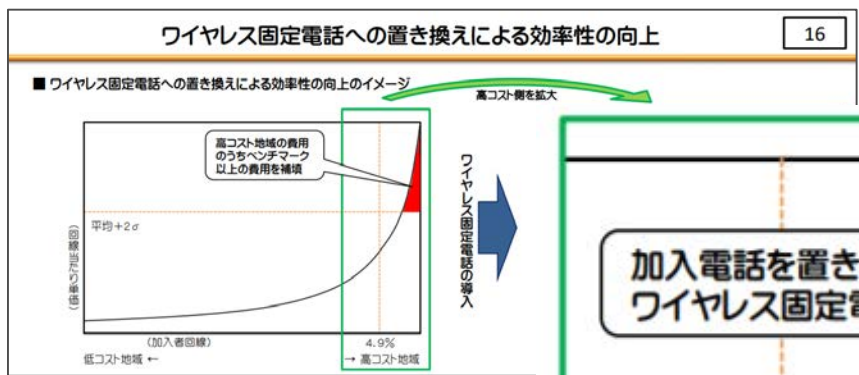 ワイヤレス固定電話への置き換えによる効率性の向上
16
■ ワイヤレス固定電話への置き換えによる効率性の向上のイメージ
高コスト側を拡大
高コスト地域の費用
のうちベンチマーク
以上の費用を補填
平均+2σ
(回線当たり単価)
(加入者回線)
4.9%
低コスト地域 ←
→ 高コスト地域
ワイヤレス固定電話の導入
加入電話を置き
ワイヤレス固定電